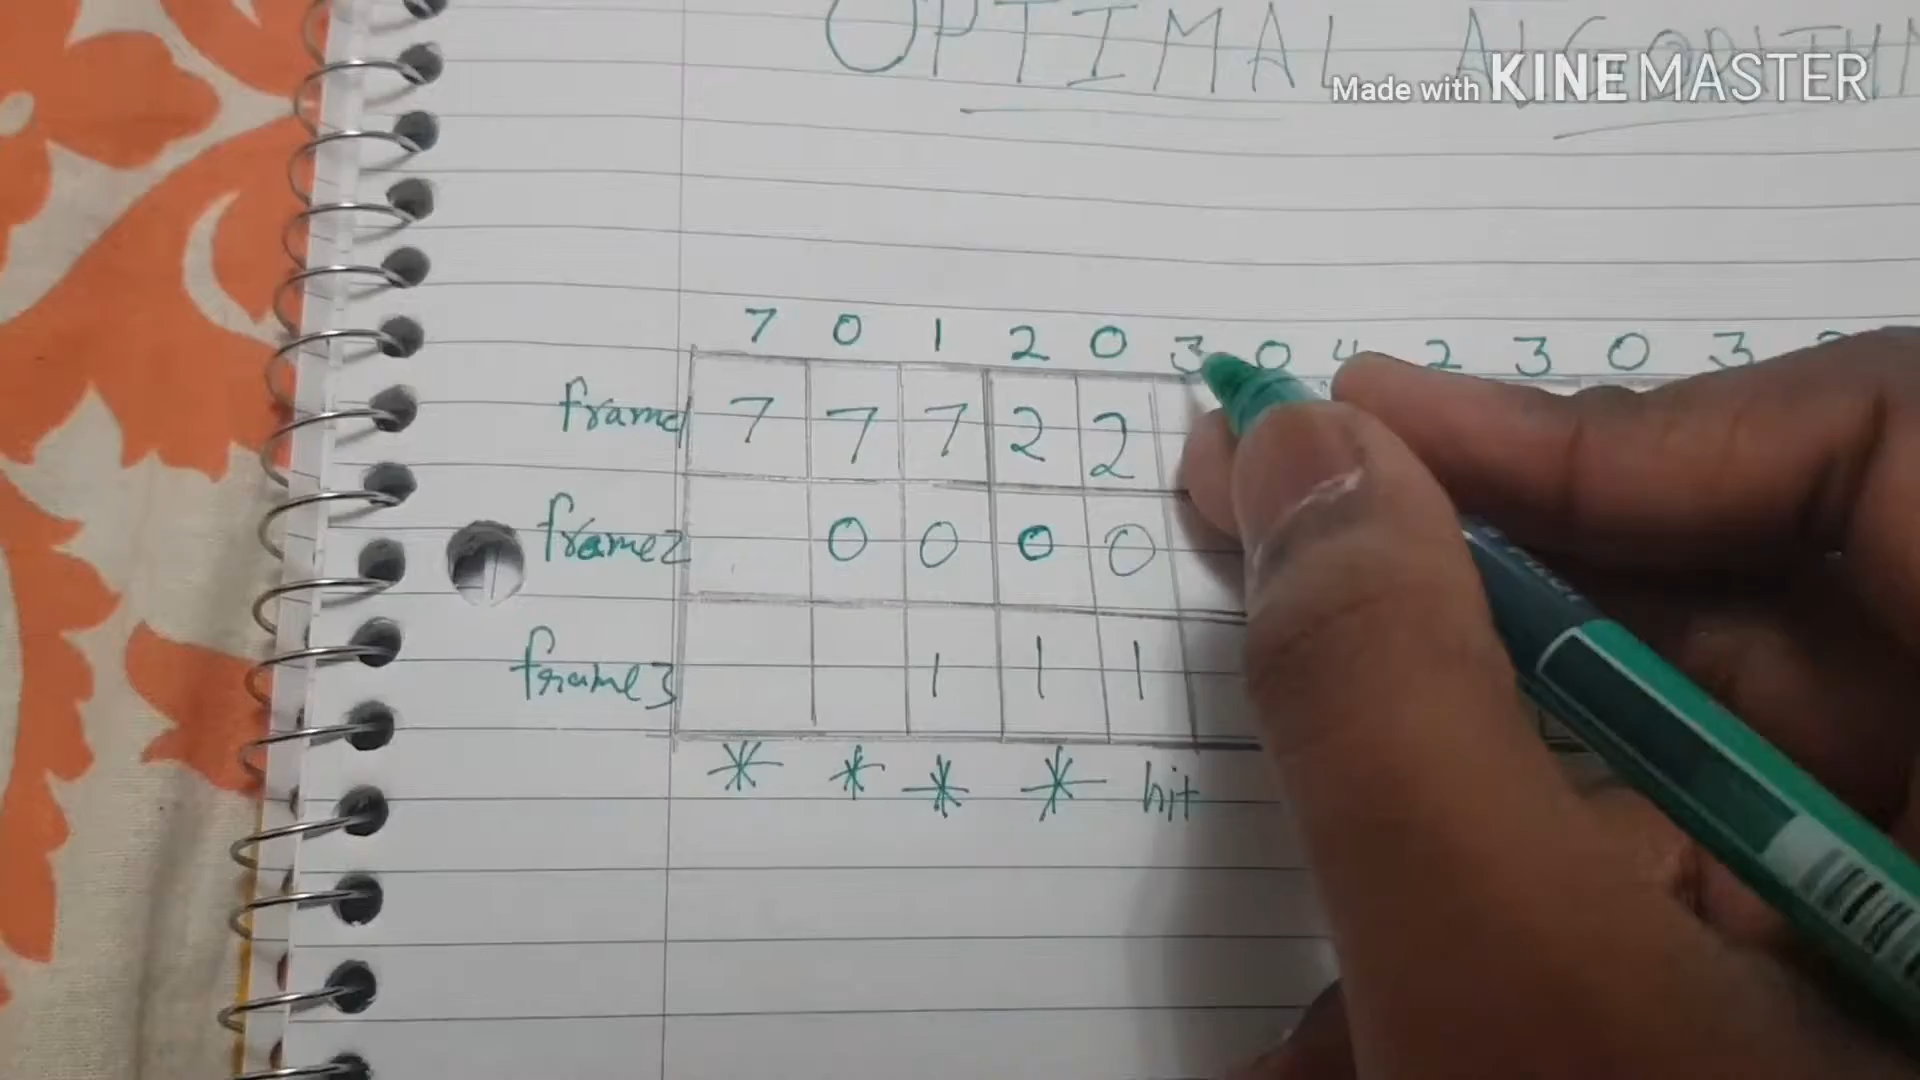 OPTIMAL ALGORITHM
Made with KINEMASTER
7 0 1 2 0 3 0 4 2 3 0 3
frame1 7 7 7 2 2
frame2 0 0 0 0
frame3 1 1 1
* * * * hit